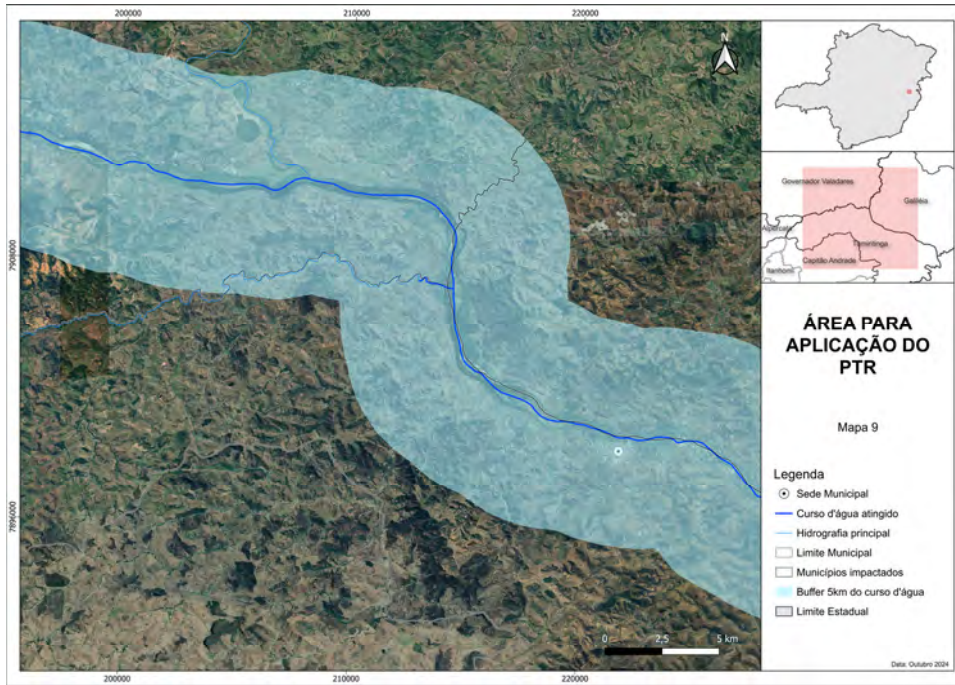 200000
210000
220000
N
7908000
7896000
0
2,5
5 km
200000
210000
220000
Governador Valadares
Galiléia
Alpercata
Tumiritinga
Capitão Andrade
Itanhomi
ÁREA PARA
APLICAÇÃO DO
PTR
Mapa 9
Legenda
Sede Municipal
Curso d'água atingido
Hidrografia principal
Limite Municipal
Municípios impactados
Buffer 5km do curso d'água
Limite Estadual
Data: Outubro 2024